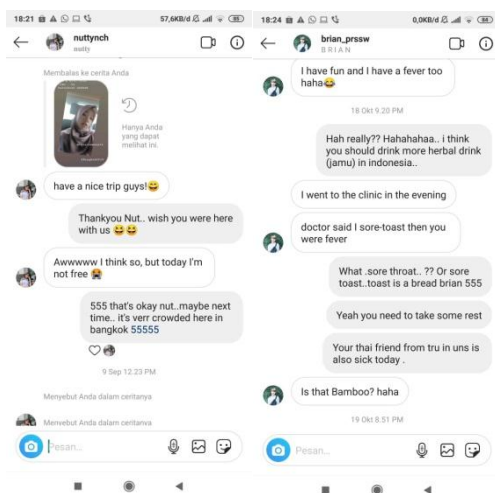 18:21
57,6KB/d
nuttynch
nutty
Membalas ke cerita Anda
Hanya Anda
yang dapat
melihat ini.
have a nice trip guys!😄
Thankyou Nut.. wish you were here
with us 😄😄
Awwwww I think so, but today I'm
not free 😭
555 that's okay nut..maybe next
time.. it's verr crowded here in
bangkok 55555
9 Sep 12.23 PM
Menyebut Anda dalam ceritanya
Menyebut Anda dalam ceritanya
Pesan...
18:24
0,0KB/d
brian_prssw
B R I A N
I have fun and I have a fever too
haha😂
18 Okt 9.20 PM
Hah really?? Hahahahaa.. i think
you should drink more herbal drink
(jamu) in indonesia..
I went to the clinic in the evening
doctor said I sore-toast then you
were fever
What .sore throat.. ?? Or sore
toast..toast is a bread brian 555
Yeah you need to take some rest
Your thai friend from tru in uns is
also sick today .
Is that Bamboo? haha
19 Okt 8.51 PM
Pesan...